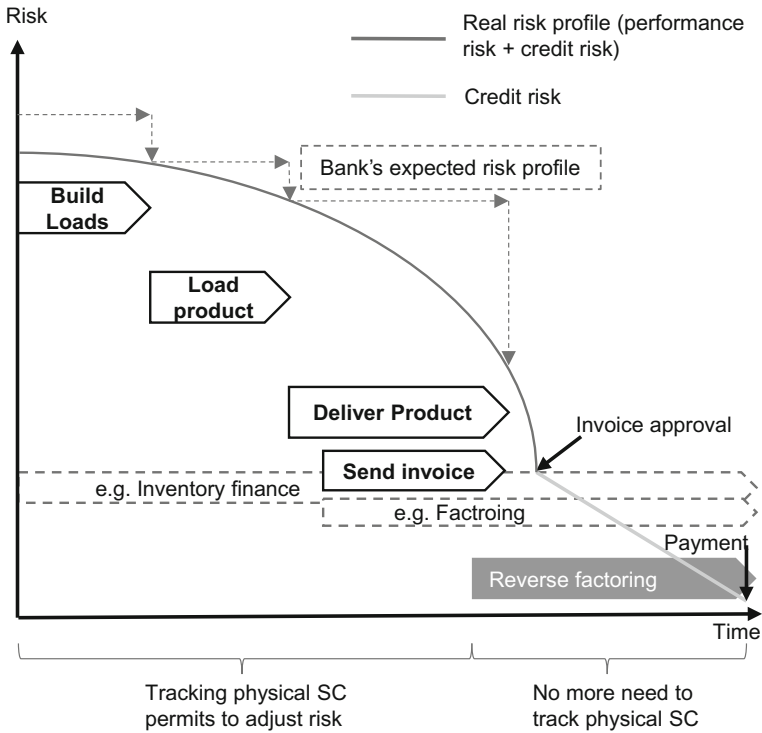 Risk
Real risk profile (performance
risk + credit risk)
Credit risk
Bank's expected risk profile
Build
Loads
Load
product
Deliver Product
Invoice approval
Send invoice
e.g. Inventory finance
e.g. Factroing
Payment
Reverse factoring
Time
Tracking physical SC
permits to adjust risk
No more need to
track physical SC